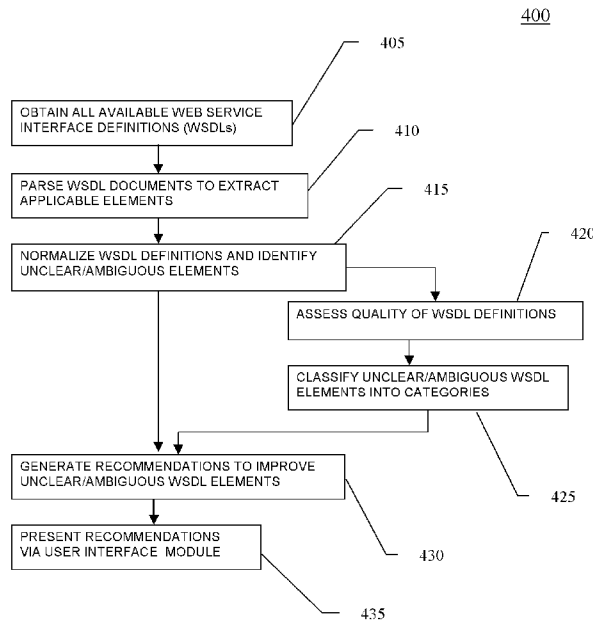 400
405
OBTAIN ALL AVAILABLE WEB SERVICE
INTERFACE DEFINITIONS (WSDLs)
410
PARSE WSDL DOCUMENTS TO EXTRACT
APPLICABLE ELEMENTS
415
NORMALIZE WSDL DEFINITIONS AND IDENTIFY
UNCLEAR/AMBIGUOUS ELEMENTS
420
ASSESS QUALITY OF WSDL DEFINITIONS
CLASSIFY UNCLEAR/AMBIGUOUS WSDL
ELEMENTS INTO CATEGORIES
425
GENERATE RECOMMENDATIONS TO IMPROVE
UNCLEAR/AMBIGUOUS WSDL ELEMENTS
430
PRESENT RECOMMENDATIONS
VIA USER INTERFACE MODULE
435